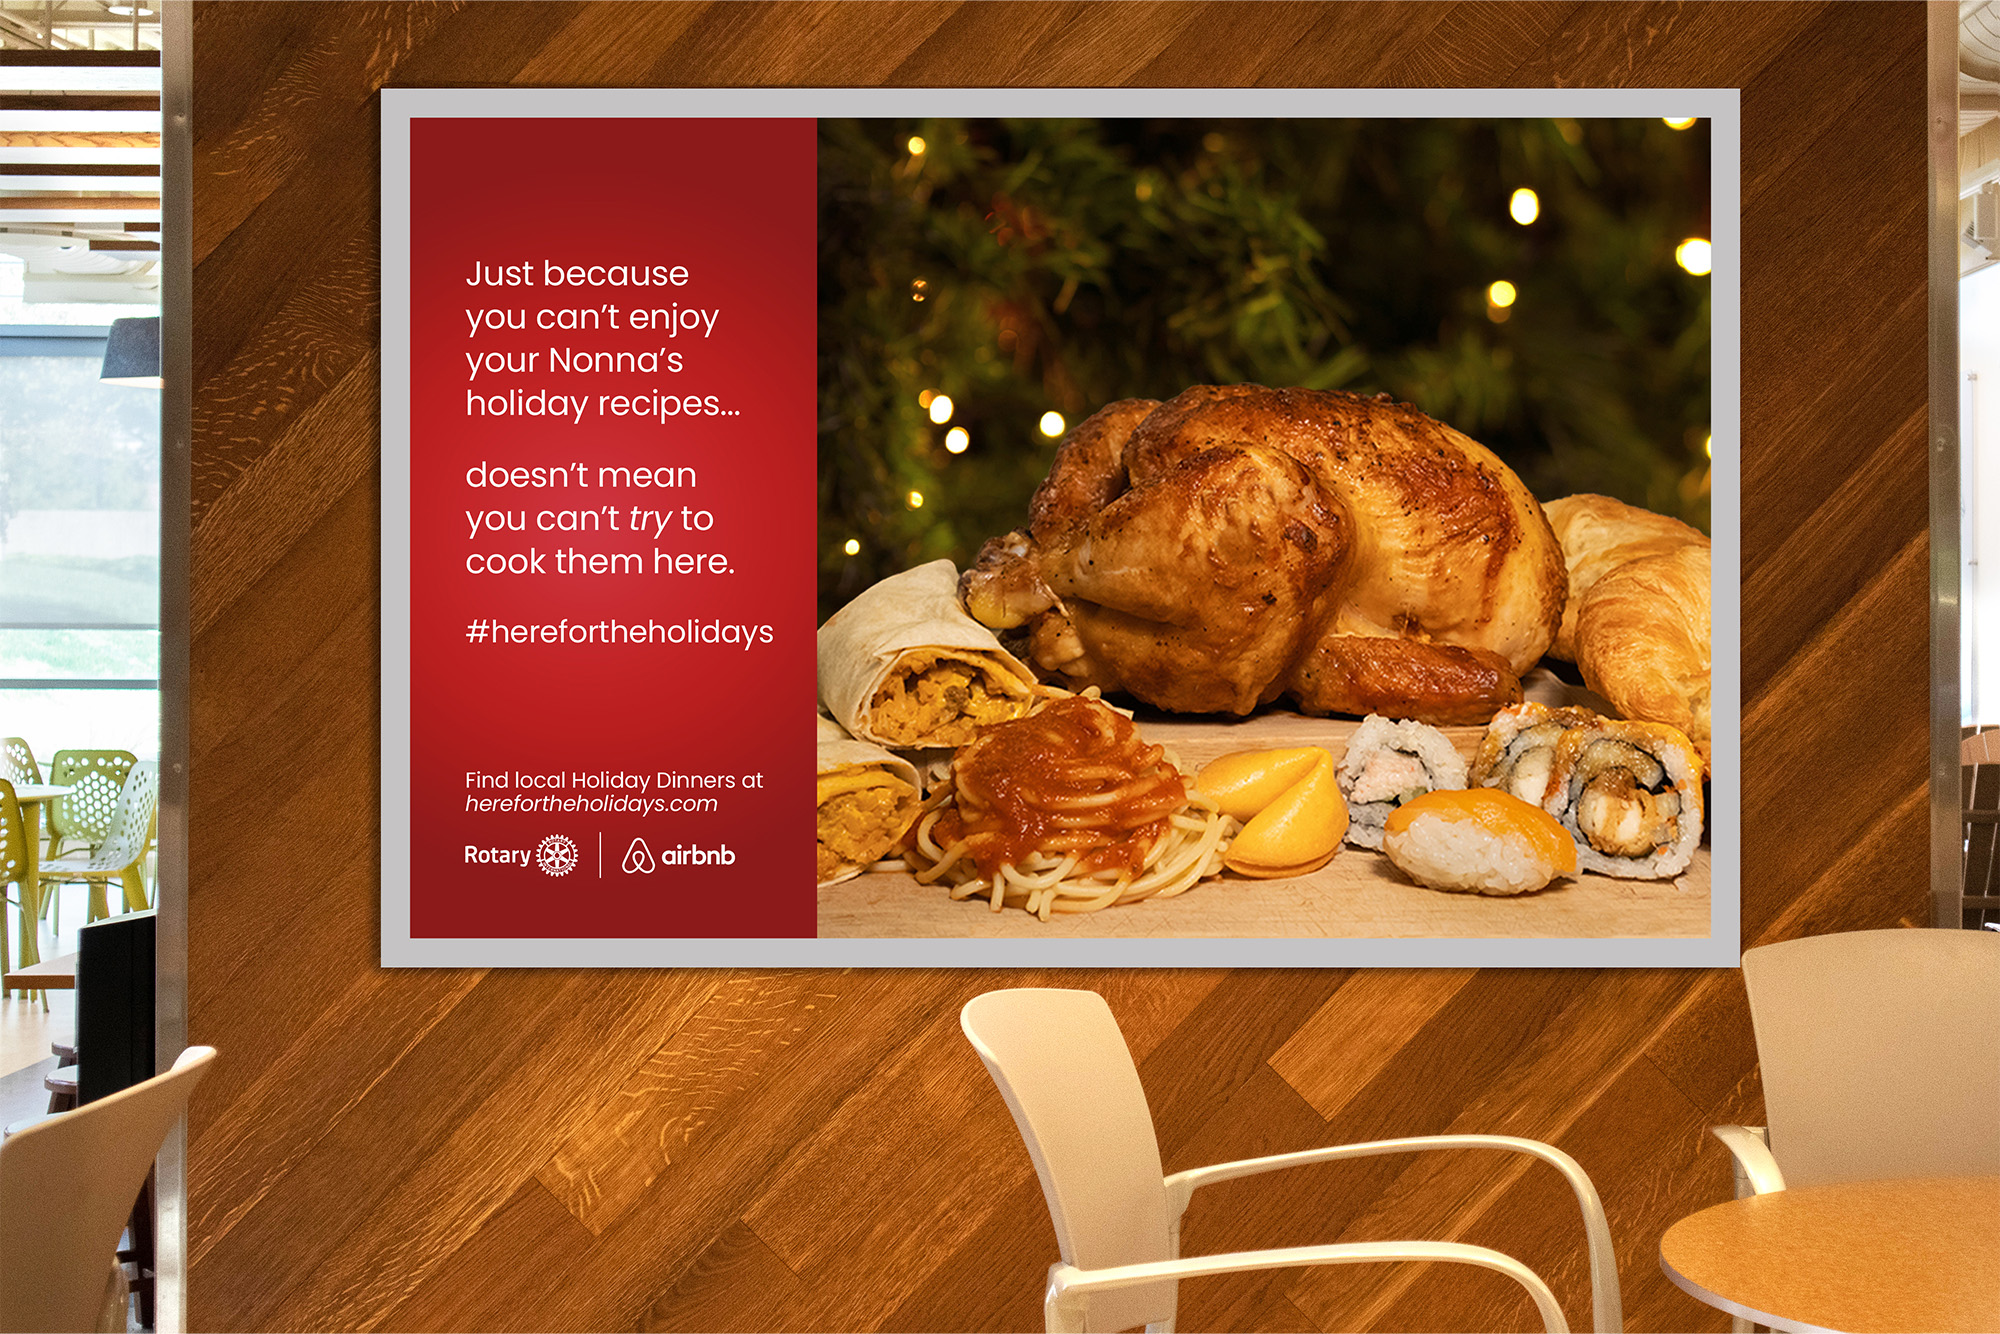 Just because
you can't enjoy
your Nonna's
holiday recipes...
doesn't mean
you can't try to
cook them here.
#herefortheholidays
Find local Holiday Dinners at
herefortheholidays.com
Rotary | airbnb